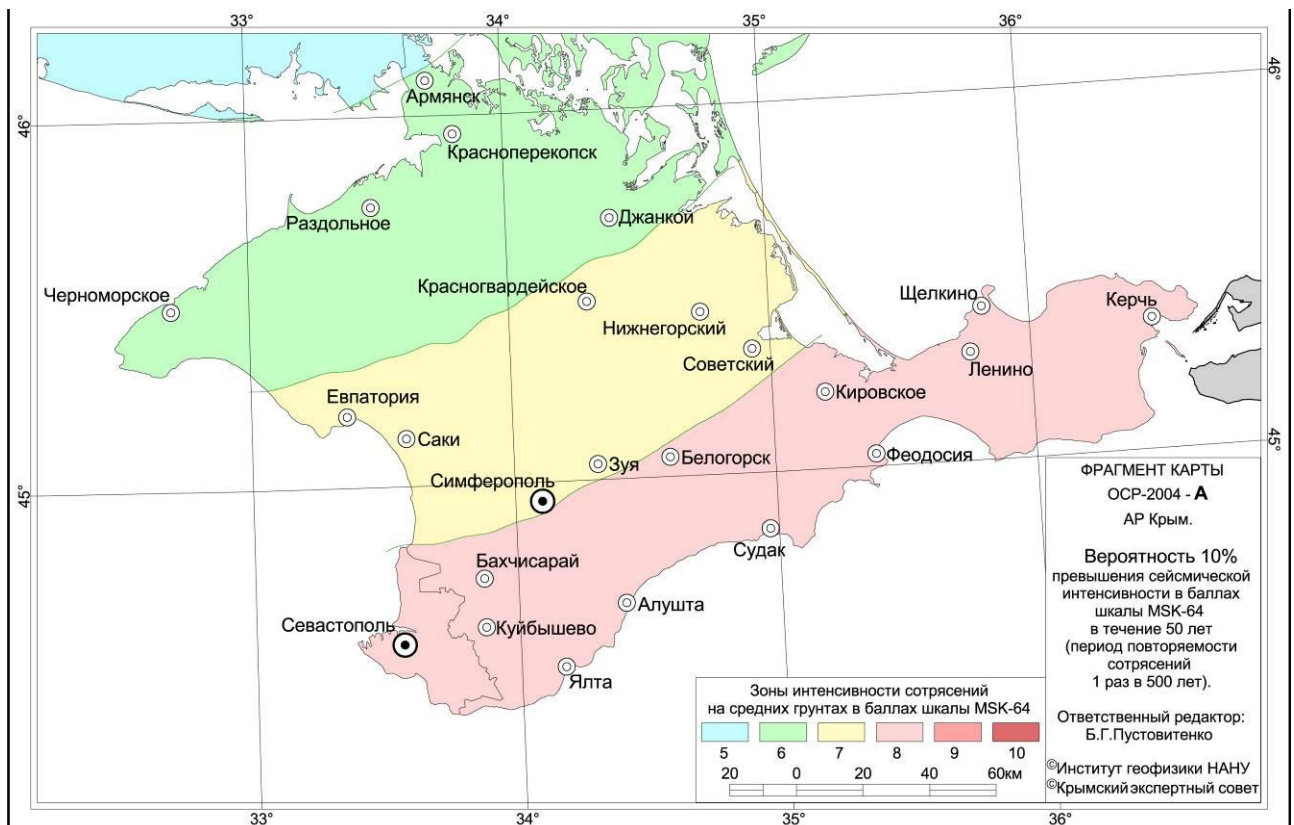 33°
34°
35°
36°
46°
46°
Армянск
Красноперекопск
Раздольное
Джанкой
Черноморское
Красногвардейское
Нижнегорский
Советский
Щелкино
Керчь
Ленино
Кировское
Евпатория
Саки
Зуя
Белогорск
Феодосия
Симферополь
45°
45°
Судак
Бахчисарай
Алушта
Севастополь
Куйбышево
Ялта
ФРАГМЕНТ КАРТЫ
ОСР-2004 - А
АР Крым.
Вероятность 10%
превышения сейсмической
интенсивности в баллах
шкалы MSK-64
в течение 50 лет
(период повторяемости
сотрясений
1 раз в 500 лет).
Ответственный редактор:
Б.Г.Пустовитенко
©Институт геофизики НАНУ
©Крымский экспертный совет
Зоны интенсивности сотрясений
на средних грунтах в баллах шкалы MSK-64
5 6 7 8 9 10
20 0 20 40 60км
33°
34°
35°
36°